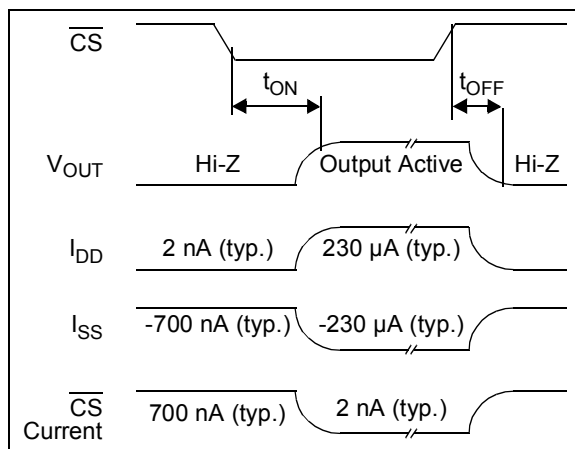 CS
tON
tOFF
VOUT
Hi-Z
Output Active
Hi-Z
IDD
2 nA (typ.)
230 µA (typ.)
ISS
-700 nA (typ.)
-230 µA (typ.)
CS
Current
700 nA (typ.)
2 nA (typ.)